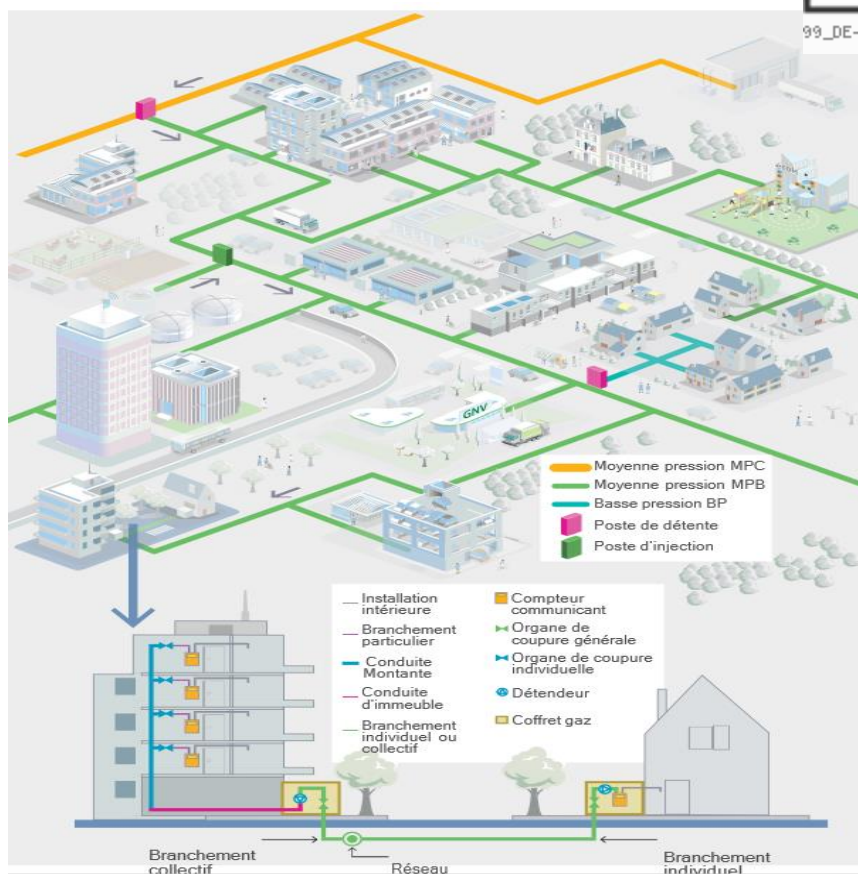 99_DE-
GNV
Moyenne pression MPC
Moyenne pression MPB
Basse pression BP
Poste de détente
Poste d'injection
Installation
intérieure
Branchement
particulier
Conduite
Montante
Conduite
d'immeuble
Branchement
individuel ou
collectif
Compteur
communicant
Organe de
coupure générale
Organe de coupure
individuelle
Détendeur
Coffret gaz
Branchement
collectif
Réseau
Branchement
individuel